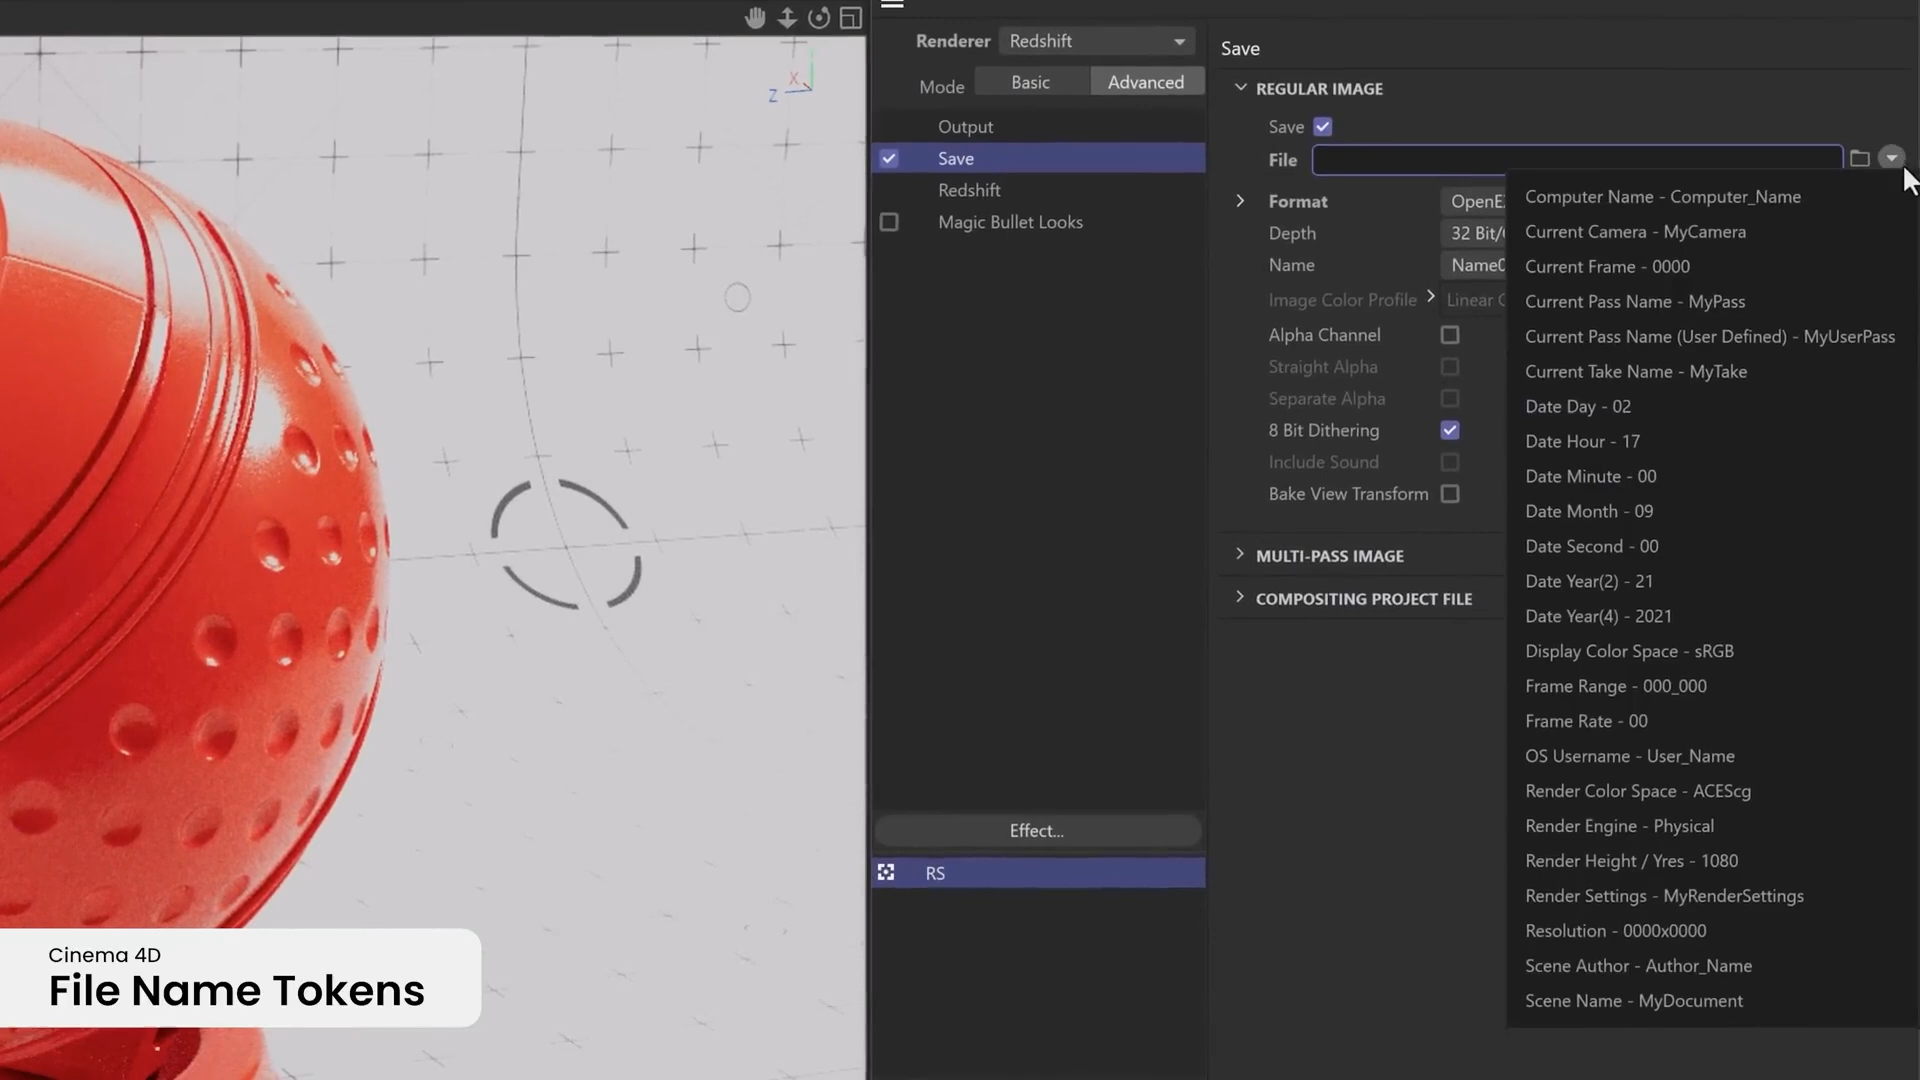 X
Z
Cinema 4D
File Name Tokens
Renderer Redshift
Mode Basic Advanced
Output
Save
Redshift
Magic Bullet Looks
Effect...
RS
Save
REGULAR IMAGE
Save
File
Format OpenE
Depth 32 Bit/
Name
Image Color Profile Linear
Alpha Channel
Straight Alpha
Separate Alpha
8 Bit Dithering
Include Sound
Bake View Transform
MULTI-PASS IMAGE
COMPOSITING PROJECT FILE
Computer Name - Computer_Name
Current Camera - MyCamera
Current Frame - 0000
Current Pass Name - MyPass
Current Pass Name (User Defined) - MyUserPass
Current Take Name - MyTake
Date Day - 02
Date Hour - 17
Date Minute - 00
Date Month - 09
Date Second - 00
Date Year(2) - 21
Date Year(4) - 2021
Display Color Space - sRGB
Frame Range - 000_000
Frame Rate - 00
OS Username - User_Name
Render Color Space - ACEScg
Render Engine - Physical
Render Height / Yres - 1080
Render Settings - MyRenderSettings
Resolution - 0000x0000
Scene Author - Author_Name
Scene Name - MyDocument